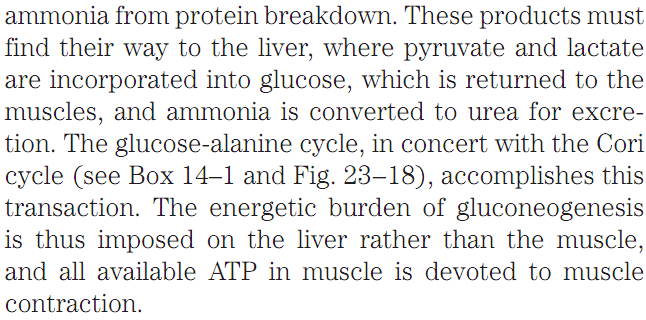 ammonia from protein breakdown. These products must
find their way to the liver, where pyruvate and lactate
are incorporated into glucose, which is returned to the
muscles, and ammonia is converted to urea for excre-
tion. The glucose-alanine cycle, in concert with the Cori
cycle (see Box 14–1 and Fig. 23–18), accomplishes this
transaction. The energetic burden of gluconeogenesis
is thus imposed on the liver rather than the muscle,
and all available ATP in muscle is devoted to muscle
contraction.